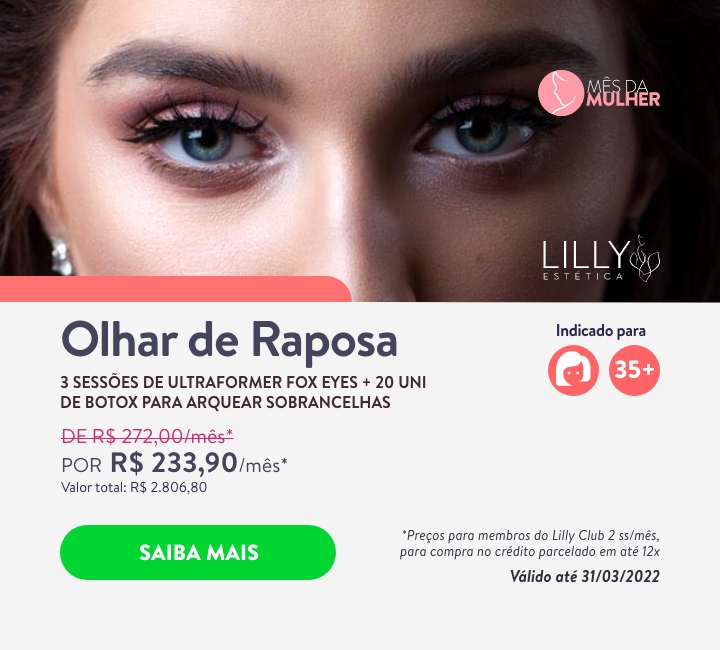 MÊS DA
MULHER
LILLY
ESTÉTICA
Olhar de Raposa
3 SESSÕES DE ULTRAFORMER FOX EYES + 20 UNI
DE BOTOX PARA ARQUEAR SOBRANCELHAS
DE R$ 272,00/mês*
POR R$ 233,90/mês*
Valor total: R$ 2.806,80
Indicado para
35+
SAIBA MAIS
*Preços para membros do Lilly Club 2 ss/mês,
para compra no crédito parcelado em até 12x
Válido até 31/03/2022